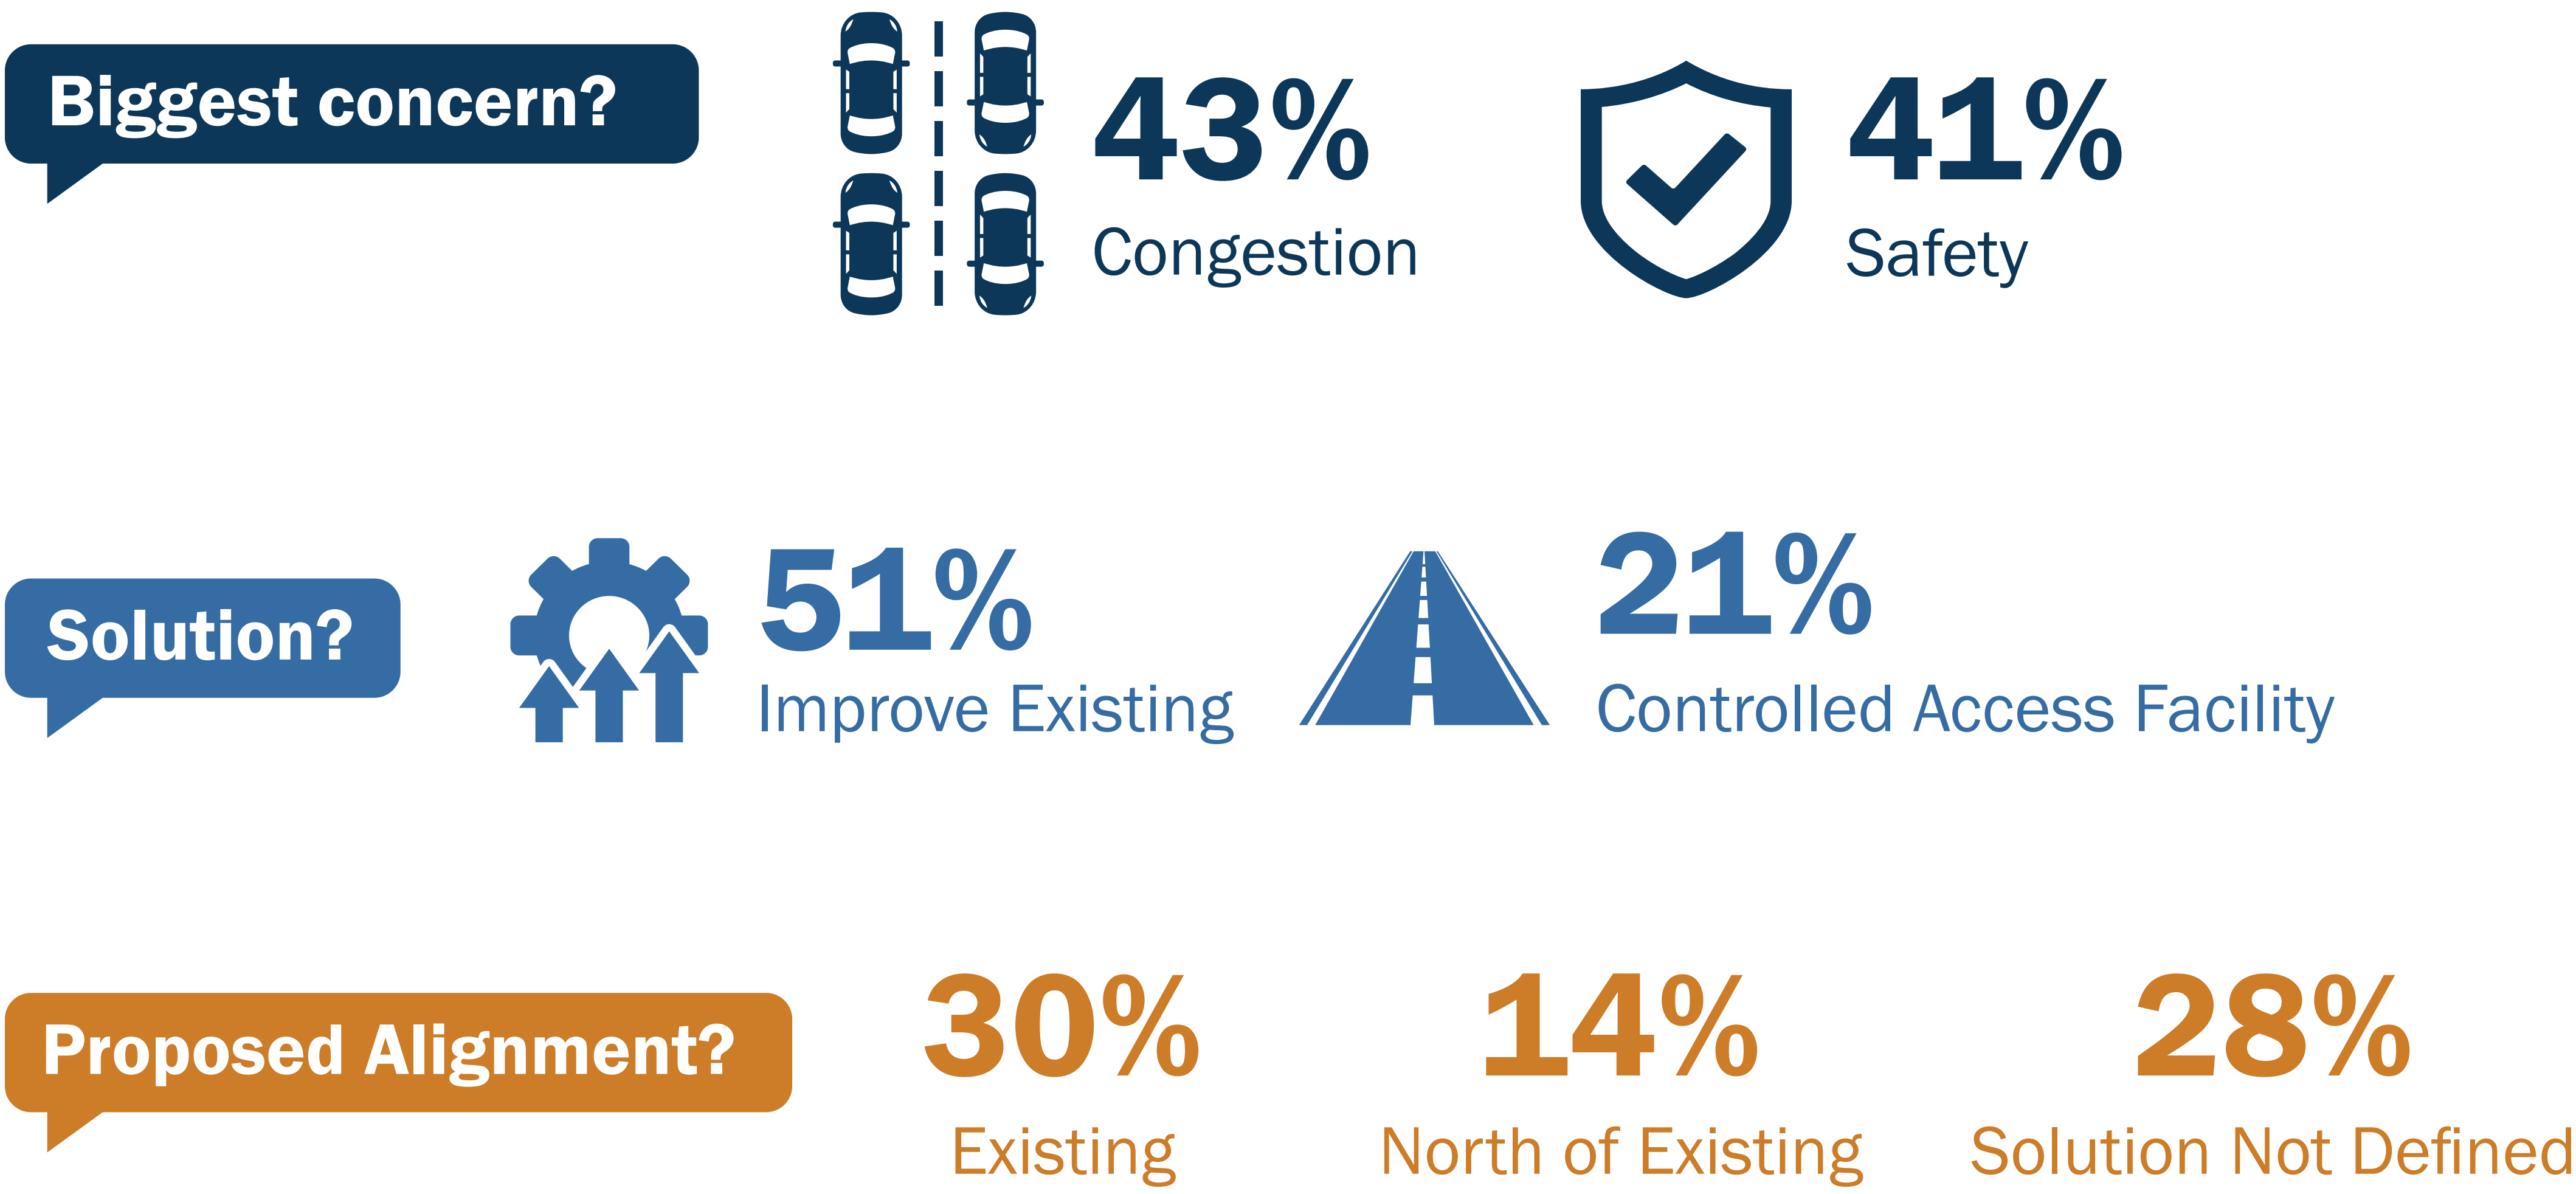 Biggest concern?
43%
Congestion
41%
Safety
Solution?
51%
Improve Existing
21%
Controlled Access Facility
Proposed Alignment?
30%
Existing
14%
North of Existing
28%
Solution Not Defined